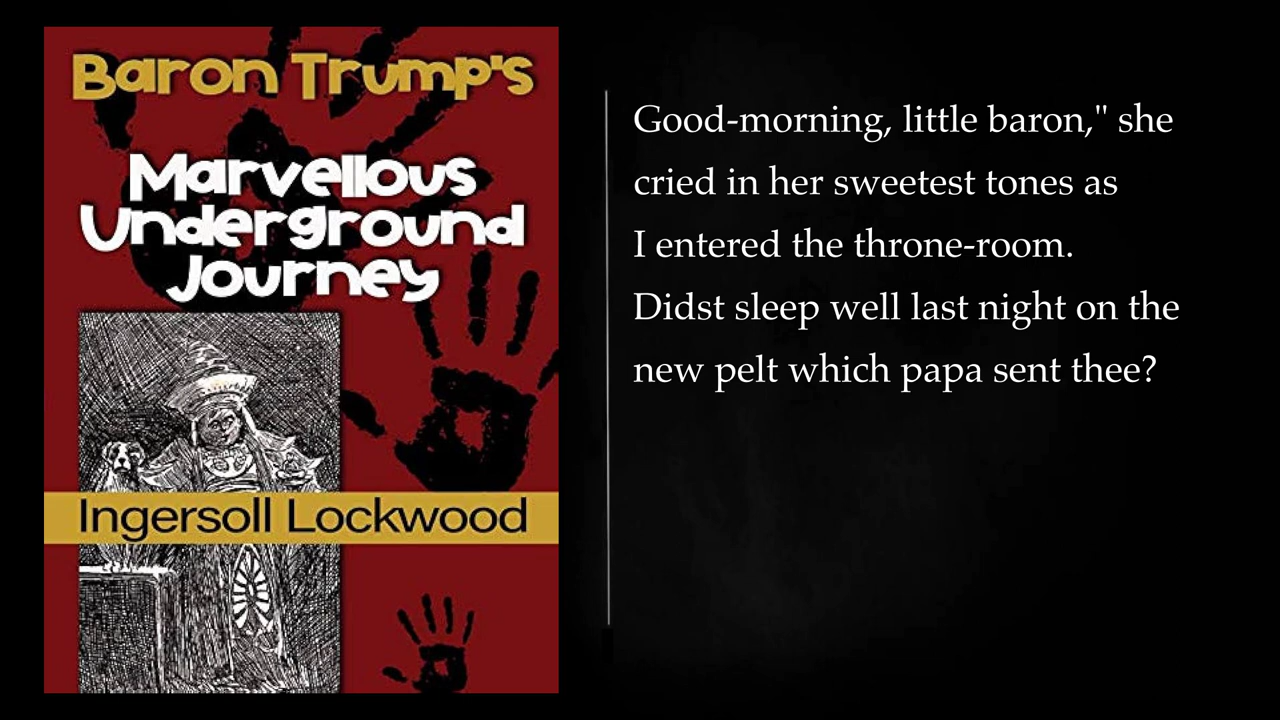 Baron Trump's
Marvellous
Underground
Journey
Ingersoll Lockwood
Good-morning, little baron," she
cried in her sweetest tones as
I entered the throne-room.
Didst sleep well last night on the
new pelt which papa sent thee?